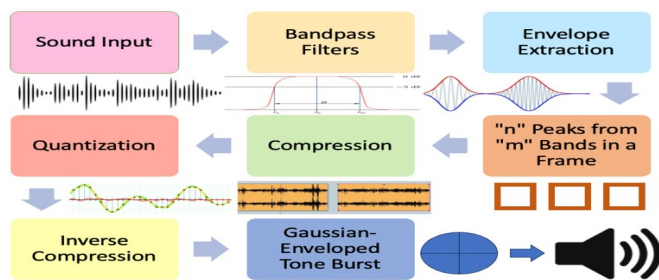 Sound Input
Bandpass
Filters
Envelope
Extraction
"n" Peaks from
"m" Bands in a
Frame
Compression
Quantization
Inverse
Compression
Gaussian-
Enveloped
Tone Burst